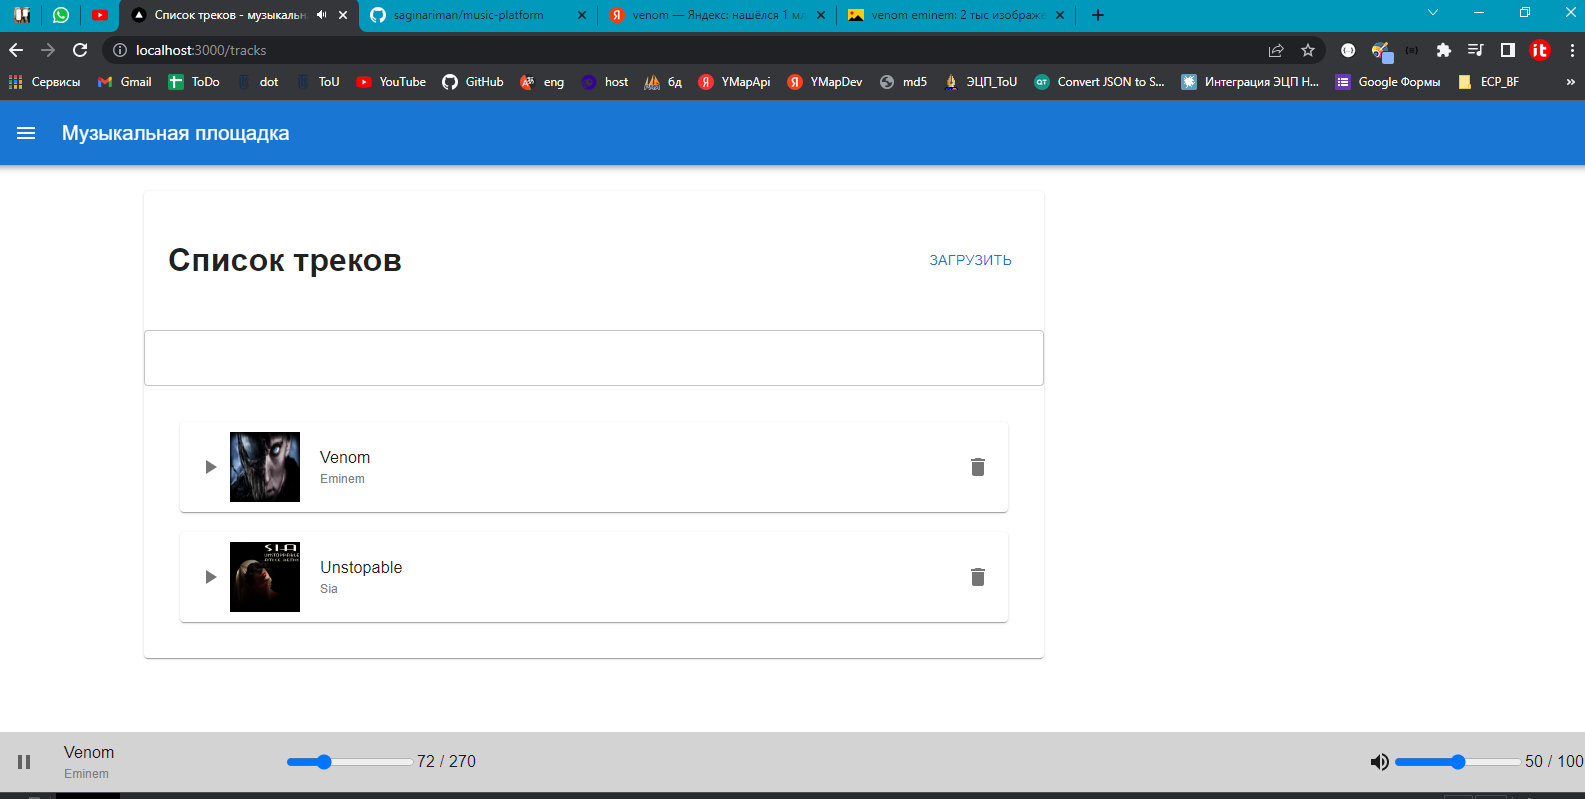 Список треков - музыкальн
saginariman/music-platform
venom — Яндекс: нашёлся 1 мл
venom eminem: 2 тыс изображе
localhost:3000/tracks
Сервисы Gmail ToDo dot ToU YouTube GitHub eng host бд YMapApi YMapDev md5 ЭЦП_ToU Convert JSON to S... Интеграция ЭЦП Н... Google Формы ECP_BF »
Музыкальная площадка
Список треков
ЗАГРУЗИТЬ
Venom
Eminem
SIA
Unstopable
Sia
Venom
Eminem
72 / 270
50 / 100